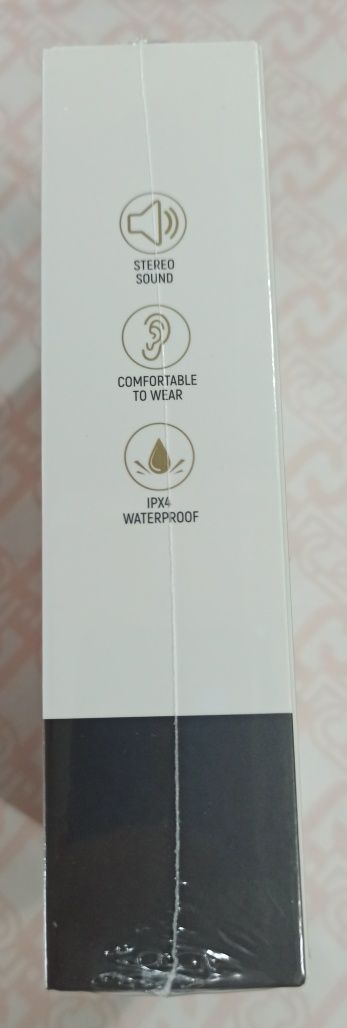 STEREO
SOUND
COMFORTABLE
TO WEAR
IPX4
WATERPROOF